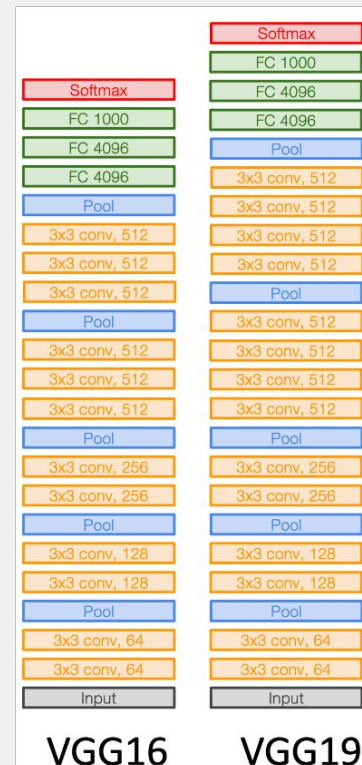 Softmax
FC 1000
FC 4096
FC 4096
Pool
3x3 conv, 512
3x3 conv, 512
3x3 conv, 512
Pool
3x3 conv, 512
3x3 conv, 512
3x3 conv, 512
Pool
3x3 conv, 256
3x3 conv, 256
Pool
3x3 conv, 128
3x3 conv, 128
Pool
3x3 conv, 64
3x3 conv, 64
Input
VGG16
Softmax
FC 1000
FC 4096
FC 4096
Pool
3x3 conv, 512
3x3 conv, 512
3x3 conv, 512
3x3 conv, 512
Pool
3x3 conv, 512
3x3 conv, 512
3x3 conv, 512
3x3 conv, 512
Pool
3x3 conv, 256
3x3 conv, 256
Pool
3x3 conv, 128
3x3 conv, 128
Pool
3x3 conv, 64
3x3 conv, 64
Input
VGG19